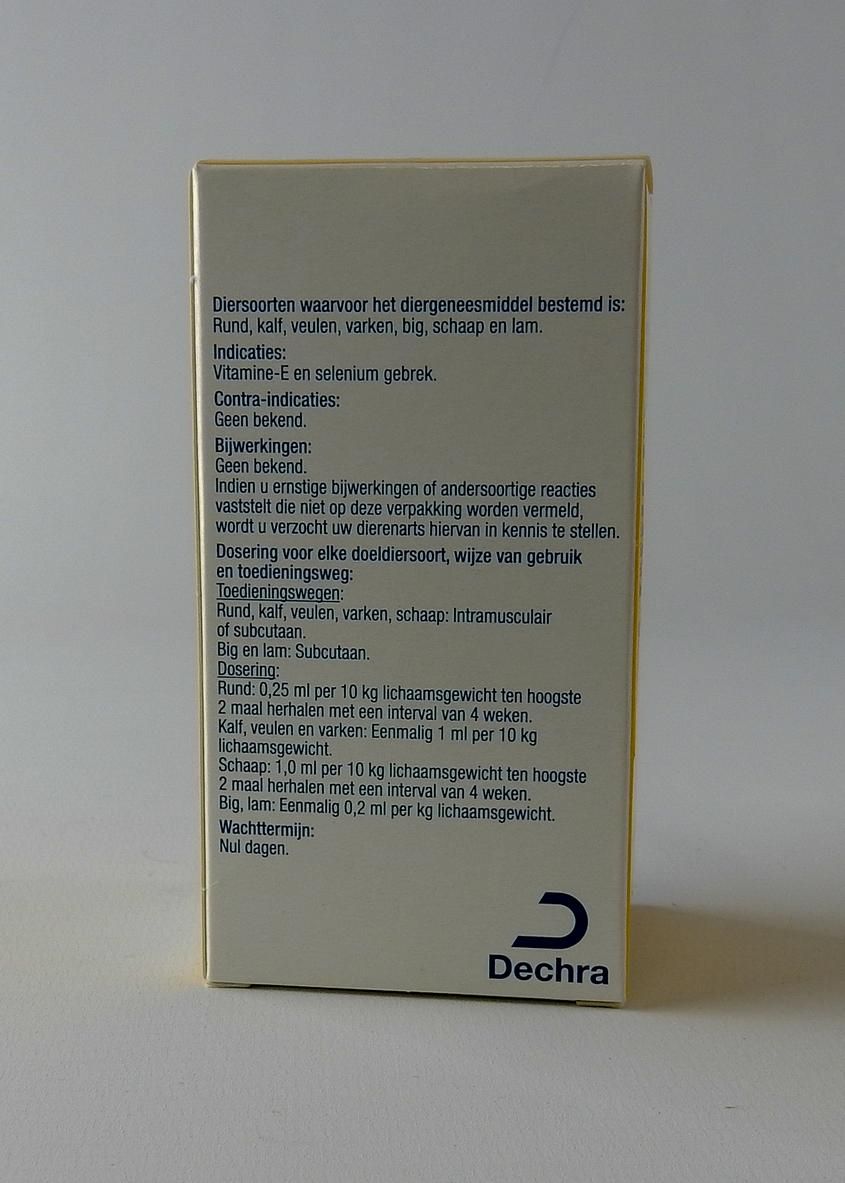 Diersoorten waarvoor het diergeneesmiddel bestemd is:
Rund, kalf, veulen, varken, big, schaap en lam.
Indicaties:
Vitamine-E en selenium gebrek.
Contra-indicaties:
Geen bekend.
Bijwerkingen:
Geen bekend.
Indien u ernstige bijwerkingen of andersoortige reacties
vaststelt die niet op deze verpakking worden vermeld,
wordt u verzocht uw dierenarts hiervan in kennis te stellen.
Dosering voor elke doeldiersoort, wijze van gebruik
en toedieningsweg:
Toedieningswegen:
Rund, kalf, veulen, varken, schaap: Intramusculair
of subcutaan.
Big en lam: Subcutaan.
Dosering:
Rund: 0,25 ml per 10 kg lichaamsgewicht ten hoogste
2 maal herhalen met een interval van 4 weken.
Kalf, veulen en varken: Eenmalig 1 ml per 10 kg
lichaamsgewicht.
Schaap: 1,0 ml per 10 kg lichaamsgewicht ten hoogste
2 maal herhalen met een interval van 4 weken.
Big, lam: Eenmalig 0,2 ml per kg lichaamsgewicht.
Wachttermijn:
Nul dagen.
Dechra